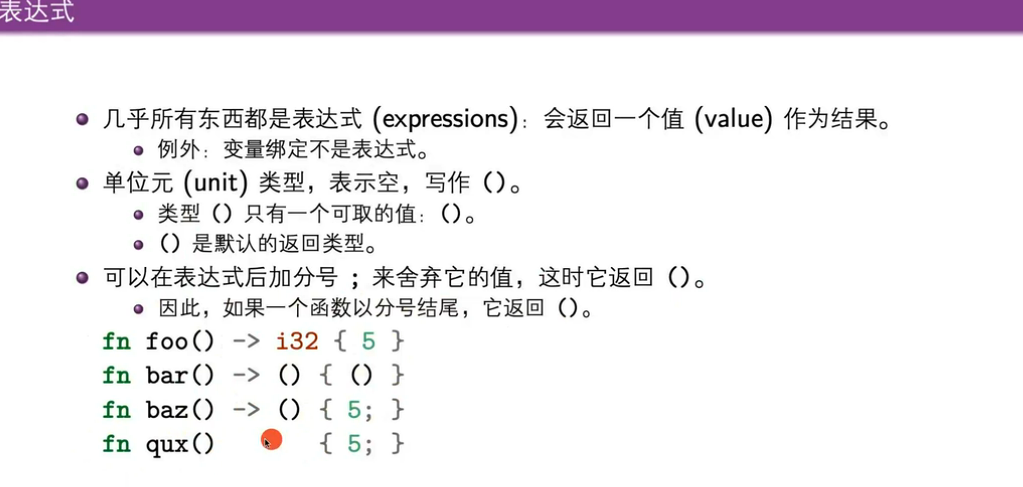 表达式
几乎所有东西都是表达式 (expressions)：会返回一个值 (value) 作为结果。
例外：变量绑定不是表达式。
单位元 (unit) 类型，表示空，写作 ()。
类型 () 只有一个可取的值：()。
() 是默认的返回类型。
可以在表达式后加分号 ; 来舍弃它的值，这时它返回 ()。
因此，如果一个函数以分号结尾，它返回 ()。
fn foo() -> i32 { 5 }
fn bar() -> () { () }
fn baz() -> () { 5; }
fn qux()       { 5; }